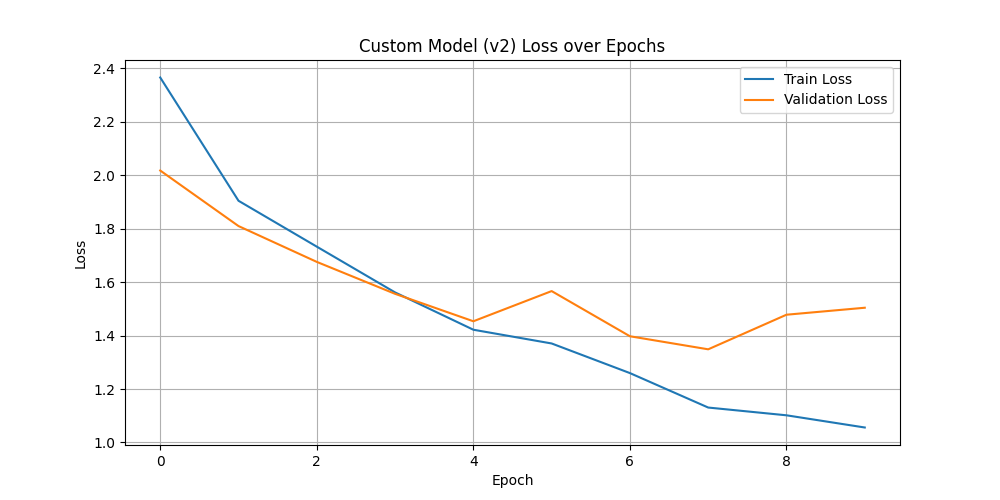 Custom Model (v2) Loss over Epochs
Train Loss
Validation Loss
2.4
2.2
2.0
1.8
1.6
1.4
1.2
1.0
Loss
0 2 4 6 8
Epoch